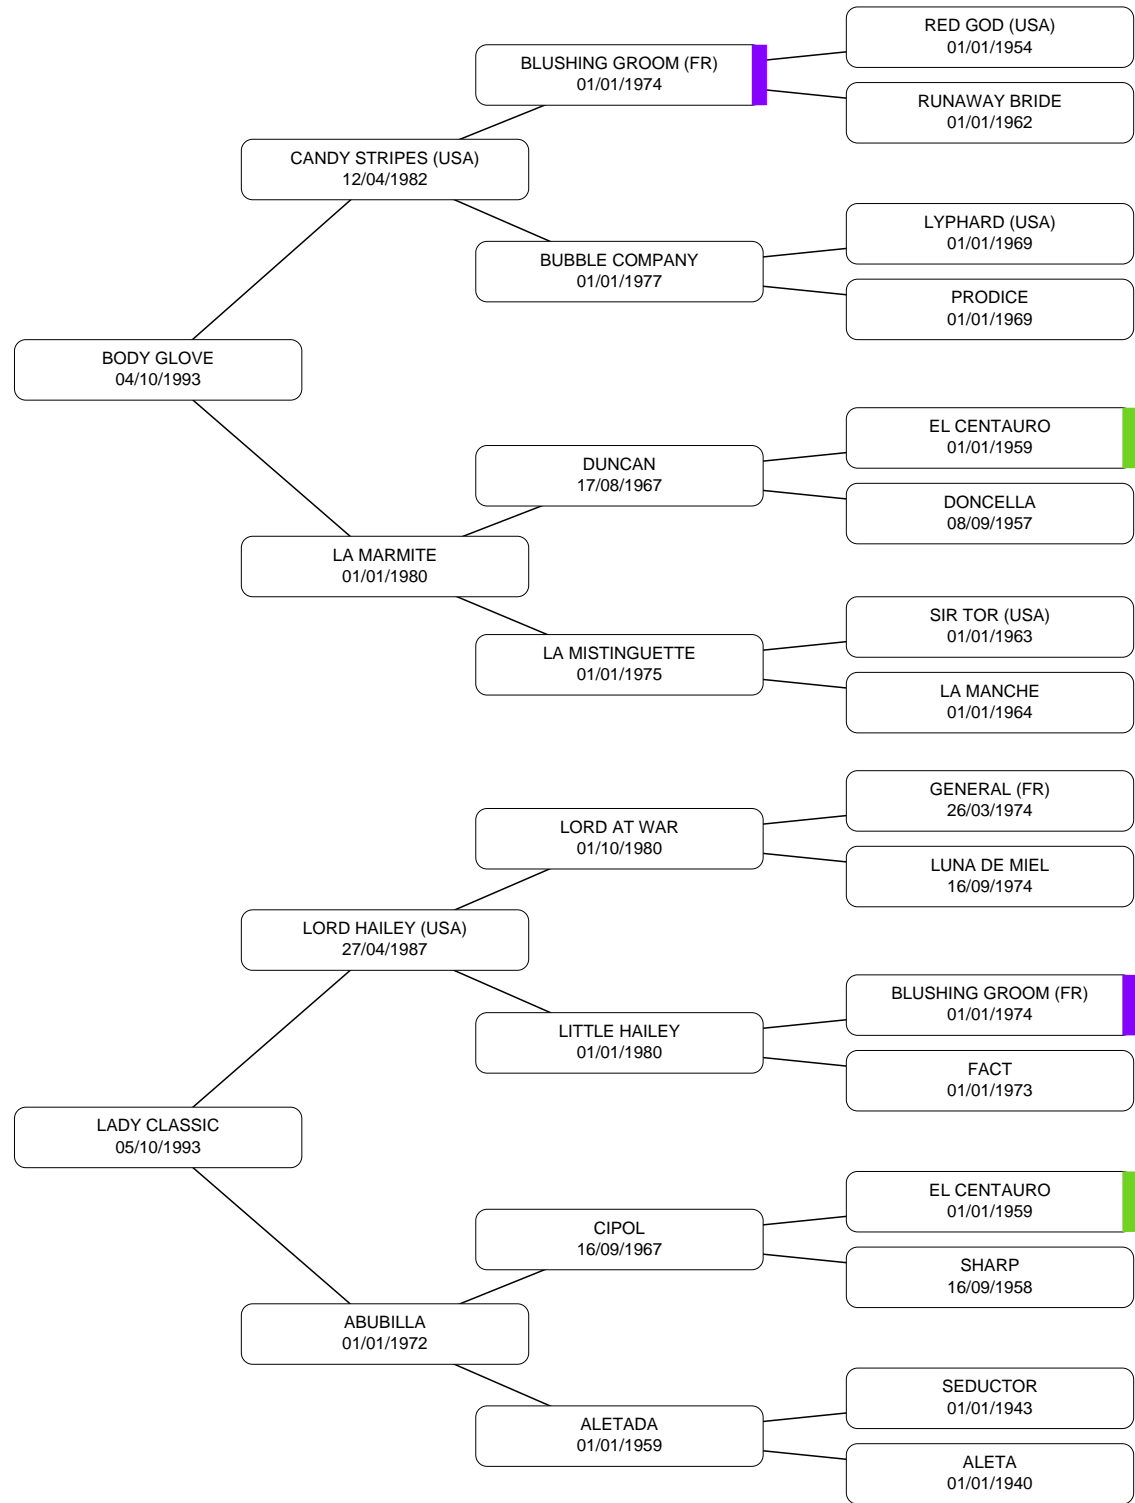 RED GOD (USA)
01/01/1954
BLUSHING GROOM (FR)
01/01/1974
RUNAWAY BRIDE
01/01/1962
CANDY STRIPES (USA)
12/04/1982
LYPHARD (USA)
01/01/1969
BUBBLE COMPANY
01/01/1977
PRODICE
01/01/1969
BODY GLOVE
04/10/1993
EL CENTAURO
01/01/1959
DUNCAN
17/08/1967
DONCELLA
08/09/1957
LA MARMITE
01/01/1980
SIR TOR (USA)
01/01/1963
LA MISTINGUETTE
01/01/1975
LA MANCHE
01/01/1964
GENERAL (FR)
26/03/1974
LORD AT WAR
01/10/1980
LUNA DE MIEL
16/09/1974
LORD HAILEY (USA)
27/04/1987
BLUSHING GROOM (FR)
01/01/1974
LITTLE HAILEY
01/01/1980
FACT
01/01/1973
LADY CLASSIC
05/10/1993
EL CENTAURO
01/01/1959
CIPOL
16/09/1967
SHARP
16/09/1958
ABUBILLA
01/01/1972
SEDUCTOR
01/01/1943
ALETADA
01/01/1959
ALETA
01/01/1940